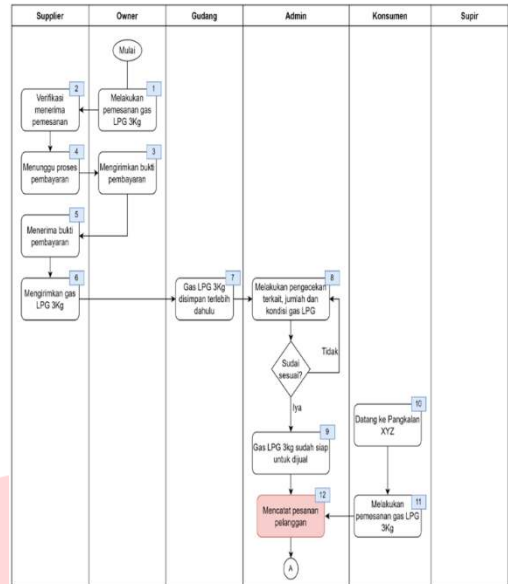 Supplier
Owner
Gudang
Admin
Konsumen
Supir
Mulai
2
Verifikasi
menerima
pemesanan
1
Melakukan
pemesanan gas
LPG 3Kg
4
Menunggu proses
pembayaran
3
Mengirimkan bukti
pembayaran
5
Menerima bukti
pembayaran
6
Mengirimkan gas
LPG 3Kg
7
Gas LPG 3Kg
disimpan terlebih
dahulu
8
Melakukan pengecekan
terkait, jumlah dan
kondisi gas LPG
Tidak
Sudai
sesuai?
Iya
9
Gas LPG 3kg sudah siap
untuk dijual
10
Datang ke Pangkalan
XYZ
11
Melakukan
pemesanan gas LPG
3Kg
12
Mencatat pesanan
pelanggan
A